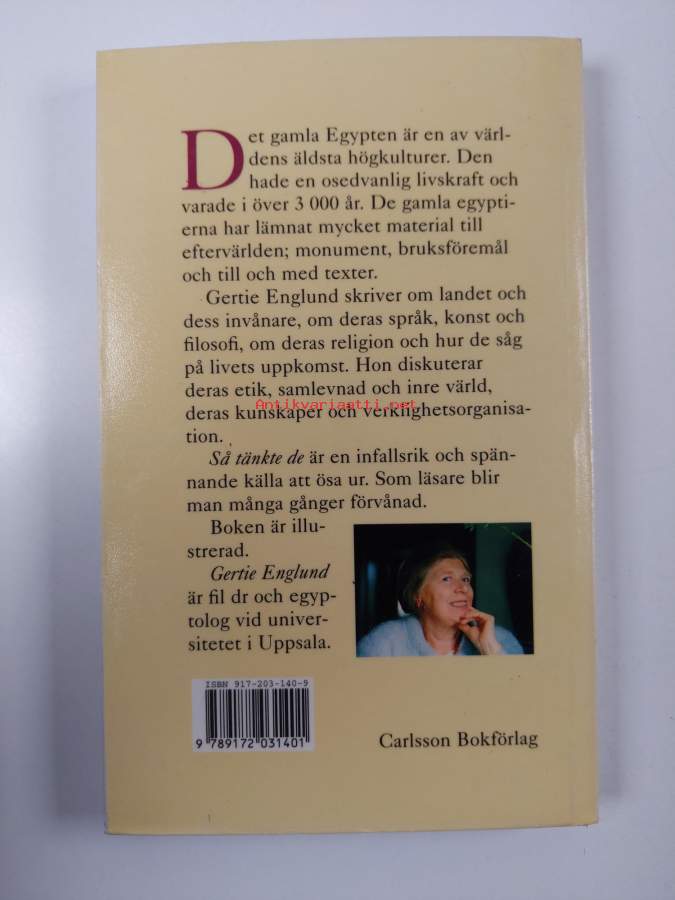 Det gamla Egypten är en av värl-
dens äldsta högkulturer. Den
hade en osedvanlig livskraft och
varade i över 3 000 år. De gamla egypti-
erna har lämnat mycket material till
eftervärlden; monument, bruksföremål
och till och med texter.
Gertie Englund skriver om landet och
dess invånare, om deras språk, konst och
filosofi, om deras religion och hur de såg
på livets uppkomst. Hon diskuterar
deras etik, samlevnad och inre värld,
Antikvariaatti.net
deras kunskaper och verklighetsorganisa-
tion.
Så tänkte de är en infallsrik och spän-
nande källa att ösa ur. Som läsare blir
man många gånger förvånad.
Boken är illu-
strerad.
Gertie Englund
är fil dr och egyp-
tolog vid univer-
sitetet i Uppsala.
ISBN 917-203-140-9
9 789172 031401
Carlsson Bokförlag